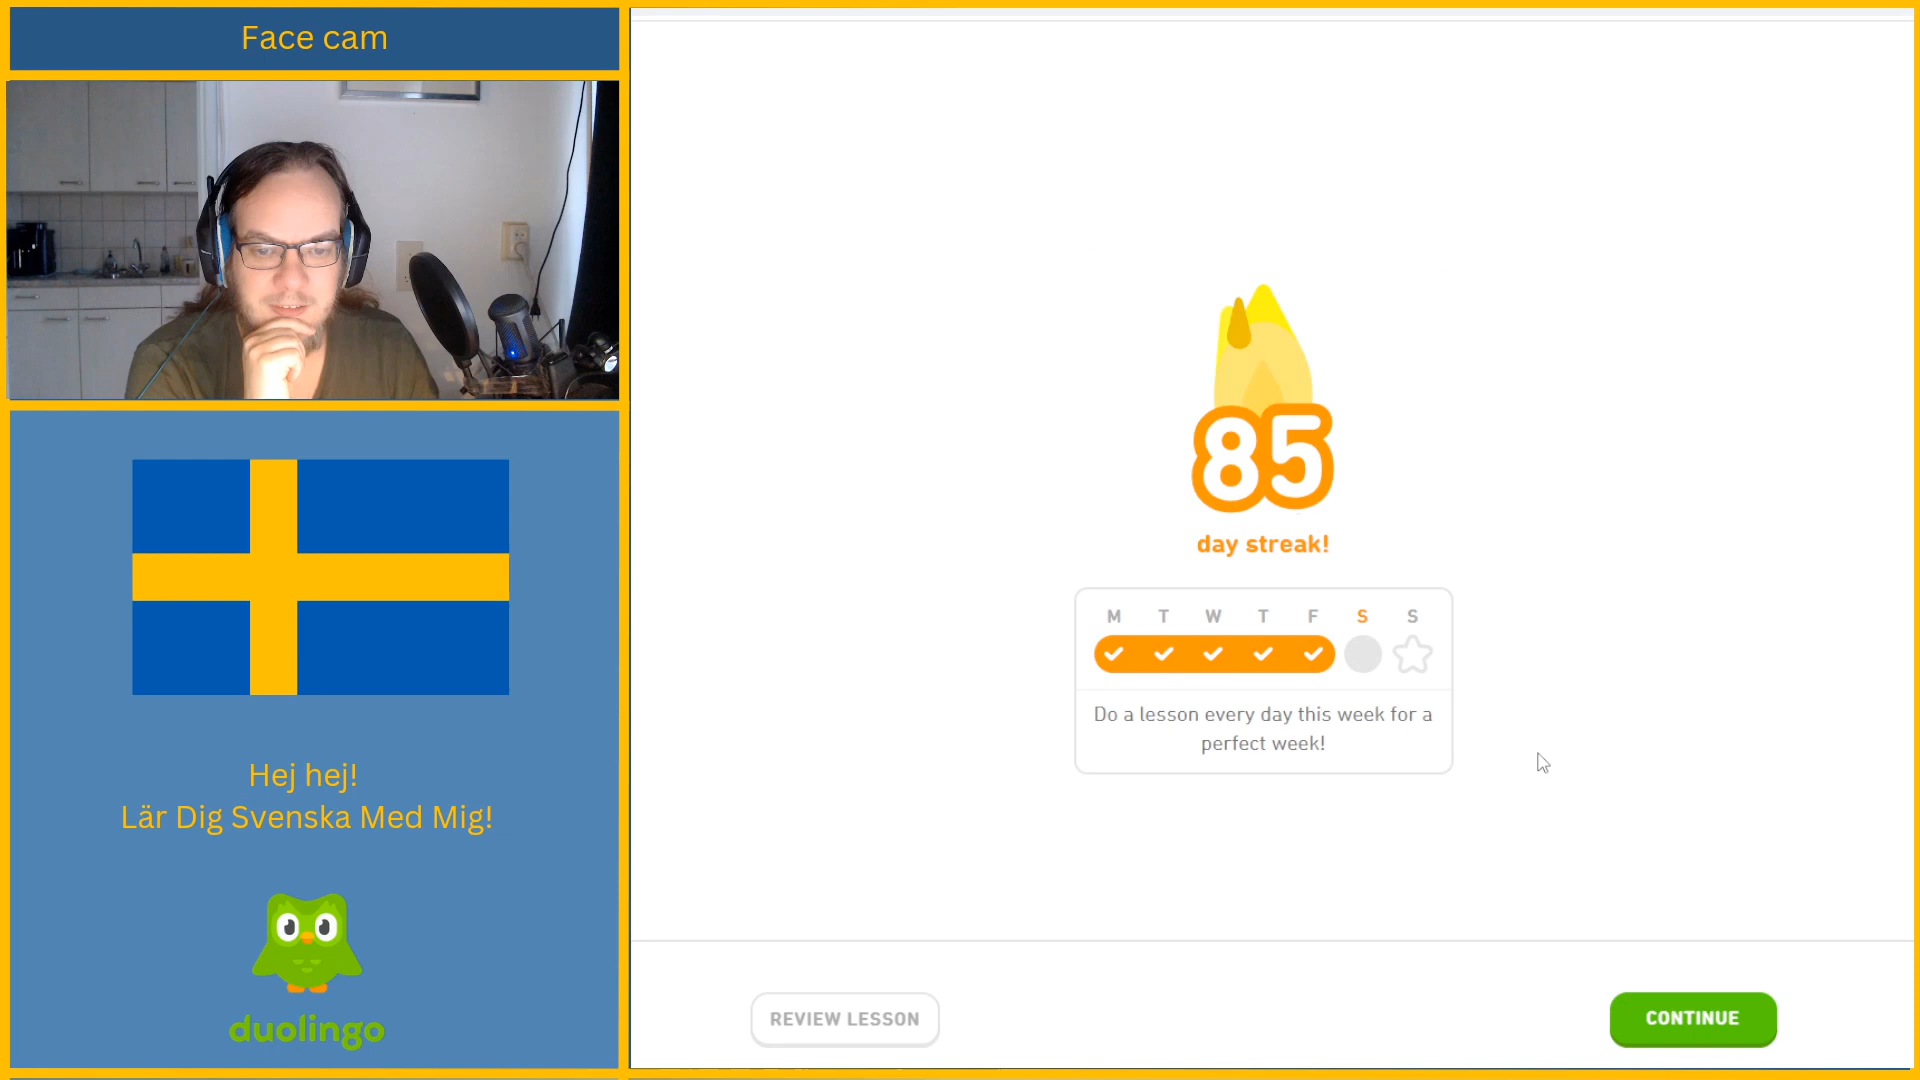 Face cam
Hej hej!
Lär Dig Svenska Med Mig!
duolingo
85
day streak!
M T W T F S S
Do a lesson every day this week for a
perfect week!
REVIEW LESSON
CONTINUE